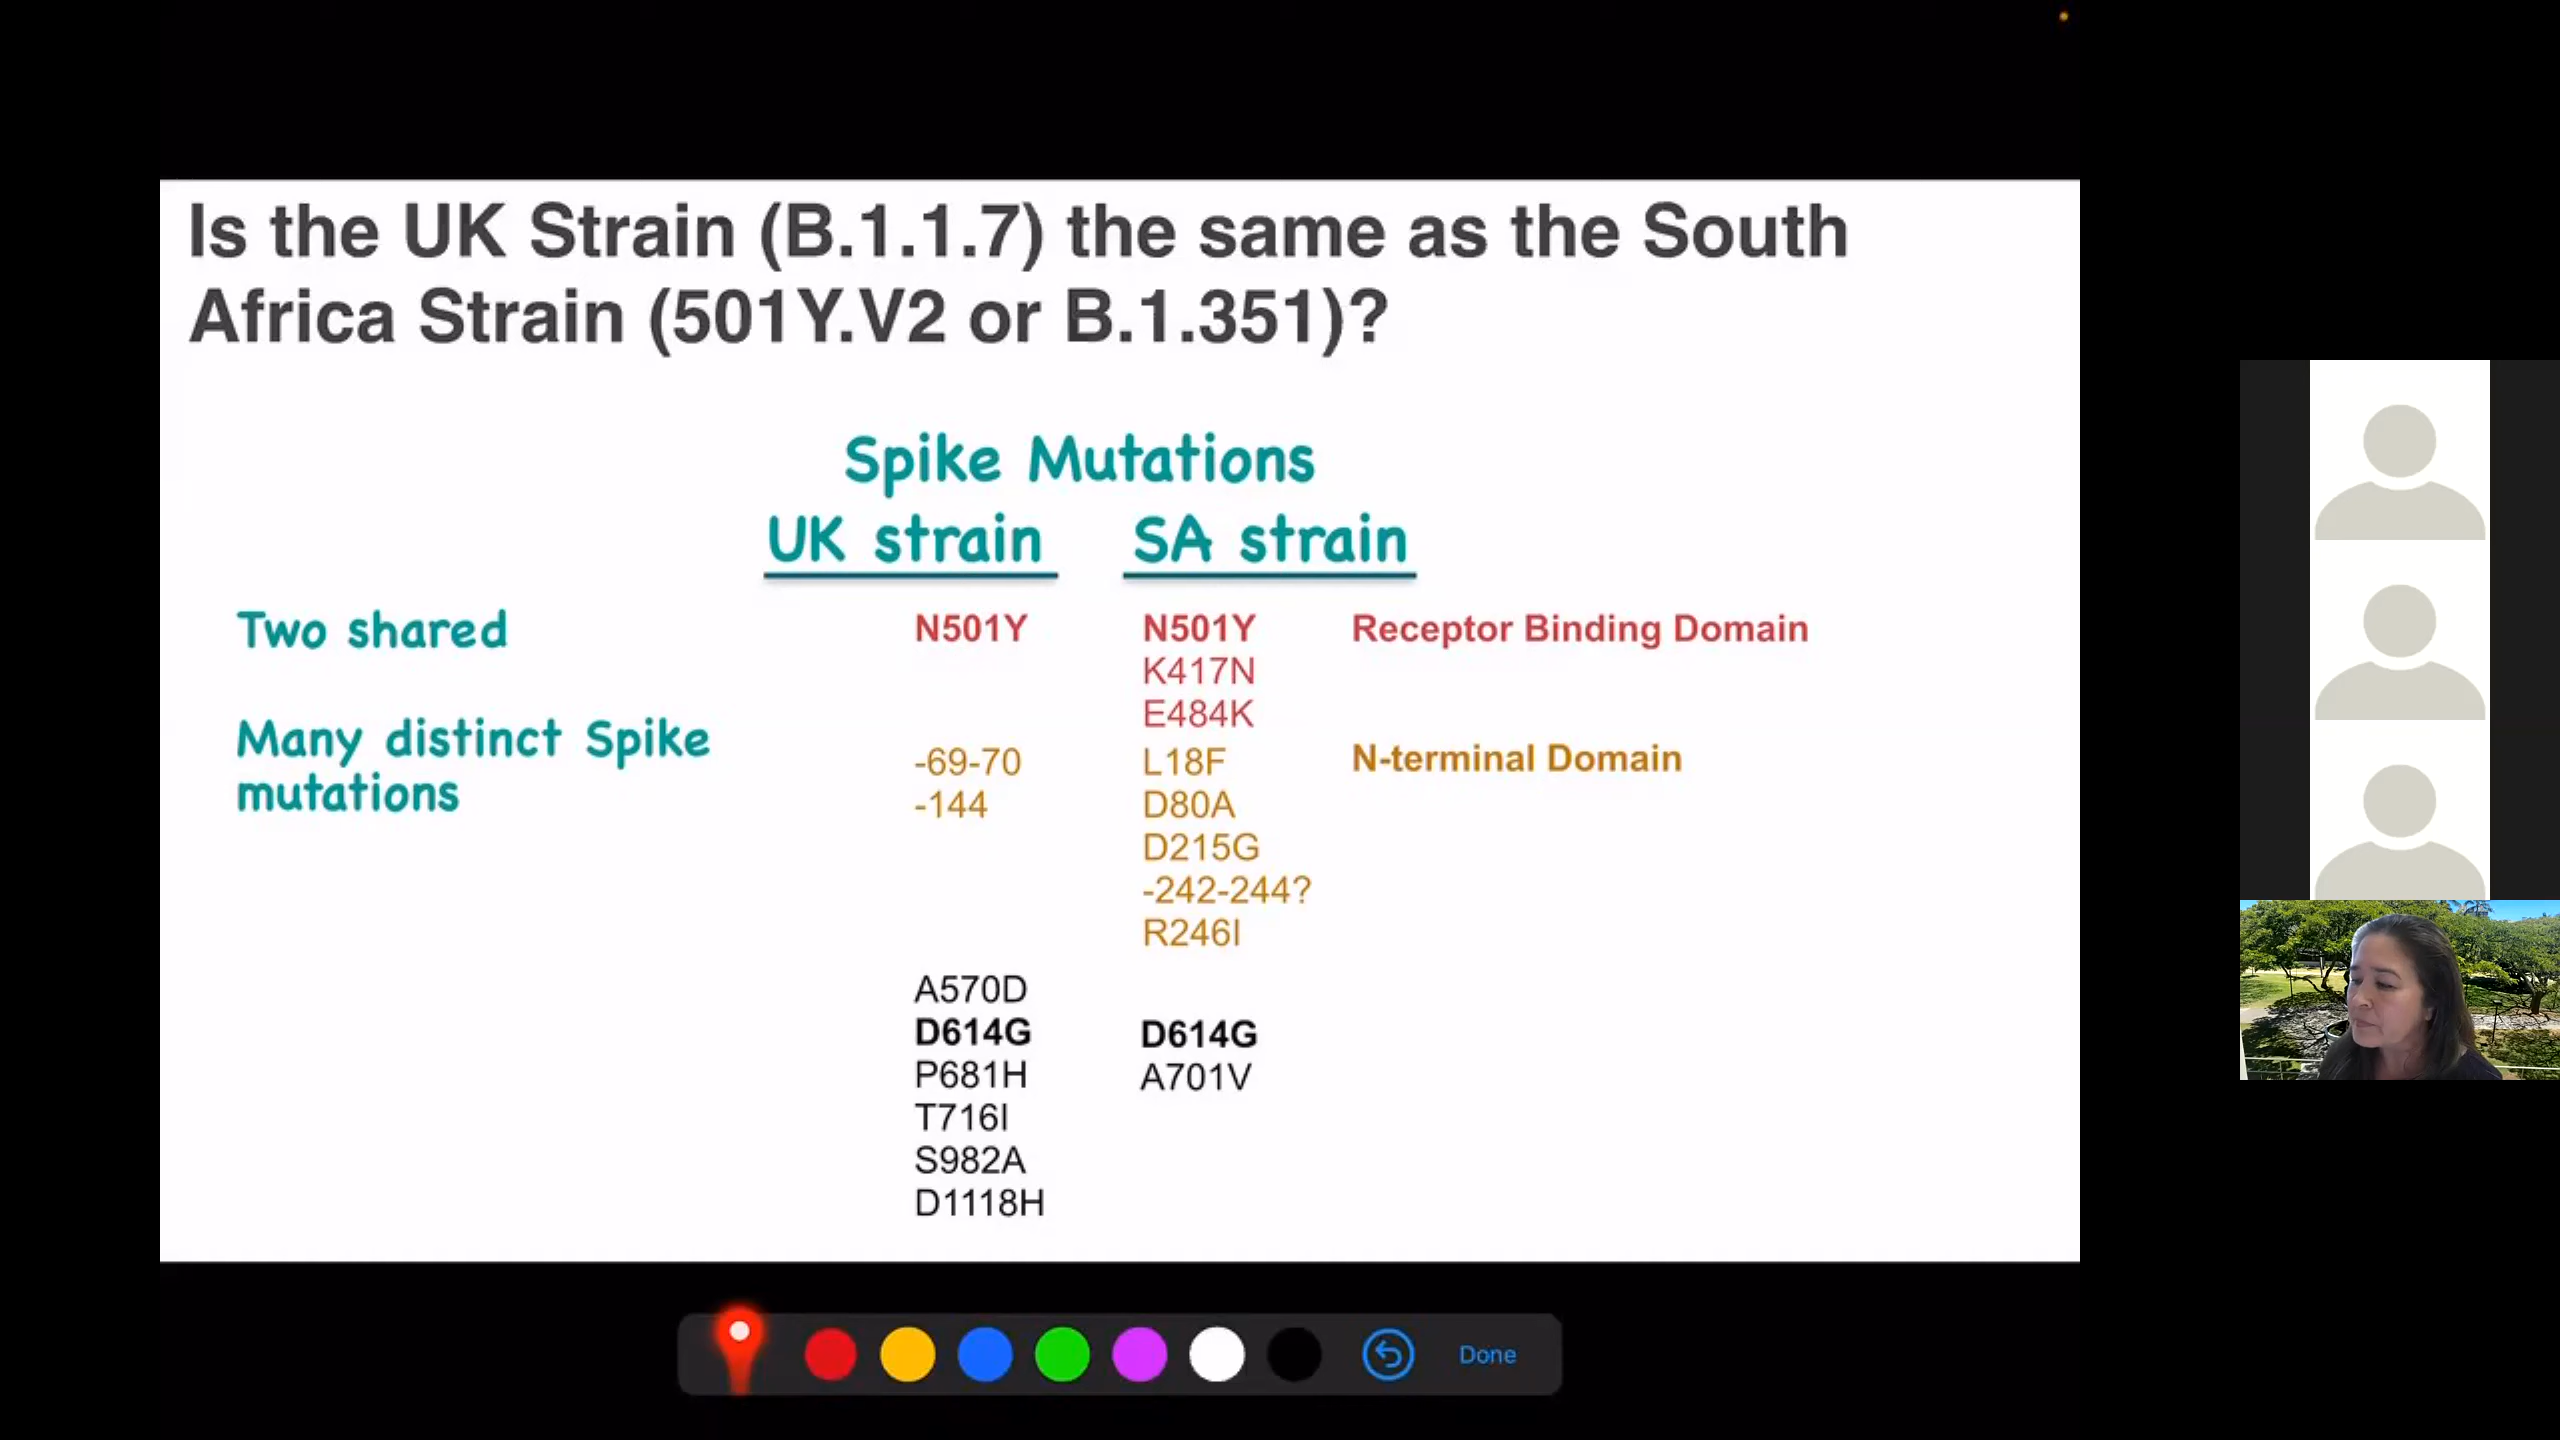 Is the UK Strain (B.1.1.7) the same as the South
Africa Strain (501Y.V2 or B.1.351)?
Spike Mutations
UK strain SA strain
Two shared N501Y N501Y Receptor Binding Domain
K417N
E484K
Many distinct Spike
mutations
-69-70 L18F N-terminal Domain
-144 D80A
D215G
-242-244?
R246I
A570D
D614G D614G
P681H A701V
T716I
S982A
D1118H
Done